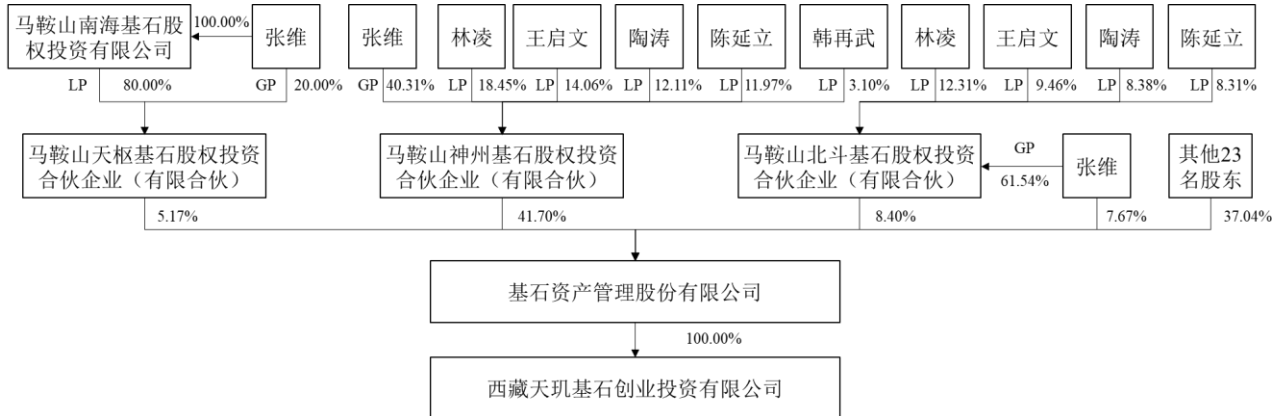 马鞍山南海基石股
权投资有限公司
100.00%
张维
张维
林凌
王启文
陶涛
陈延立
韩再武
林凌
王启文
陶涛
陈延立
LP 80.00% GP 20.00%
GP 40.31% LP 18.45% LP 14.06% LP 12.11% LP 11.97%
LP 3.10% LP 12.31% LP 9.46% LP 8.38% LP 8.31%
马鞍山天枢基石股权投资
合伙企业（有限合伙）
马鞍山神州基石股权投资
合伙企业（有限合伙）
马鞍山北斗基石股权投资
合伙企业（有限合伙）
GP
61.54%
张维
其他23
名股东
5.17%
41.70%
8.40%
7.67%
37.04%
基石资产管理股份有限公司
100.00%
西藏天玑基石创业投资有限公司